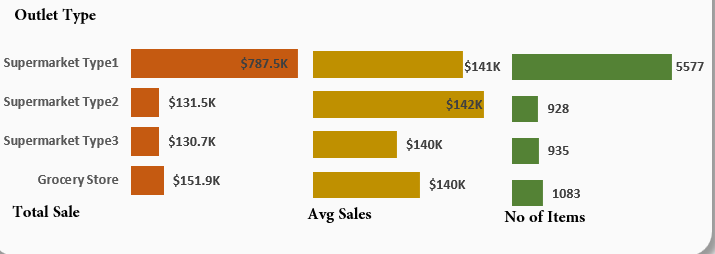 Outlet Type
Supermarket Type1 $787.5K $141K 5577
Supermarket Type2 $131.5K $142K 928
Supermarket Type3 $130.7K $140K 935
Grocery Store $151.9K $140K 1083
Total Sale Avg Sales No of Items